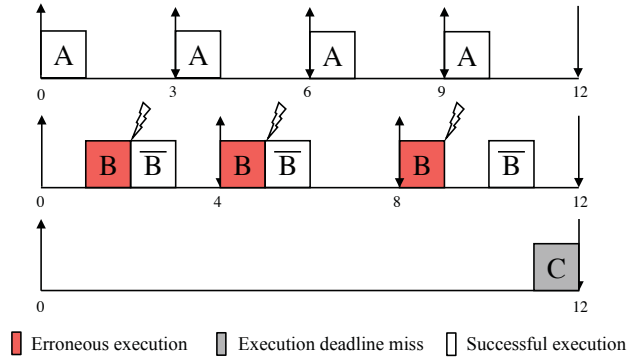 A A A A
0 3 6 9 12
B B̅ B B̅ B B̅
0 4 8 12
C
0 12
Erroneous execution Execution deadline miss Successful execution